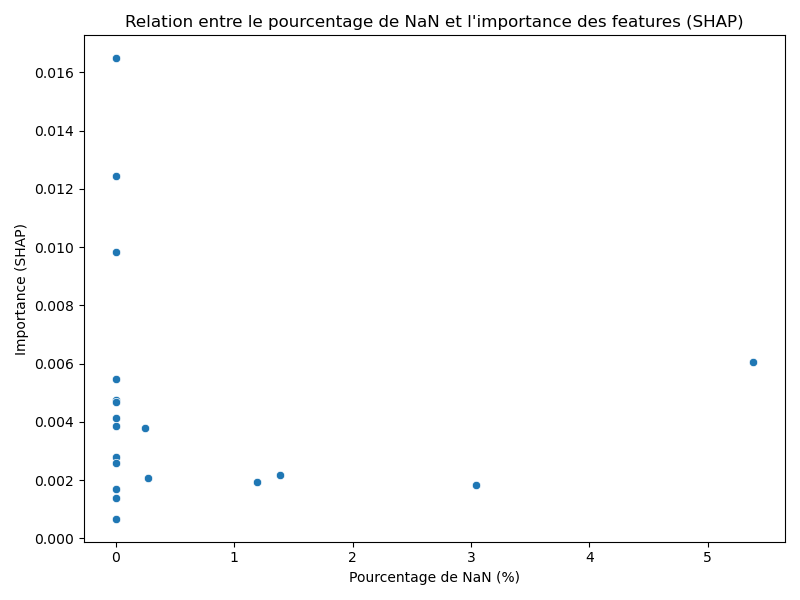 Relation entre le pourcentage de NaN et l'importance des features (SHAP)
0.016
0.014
0.012
0.010
0.008
0.006
0.004
0.002
0.000
Importance (SHAP)
0 1 2 3 4 5
Pourcentage de NaN (%)